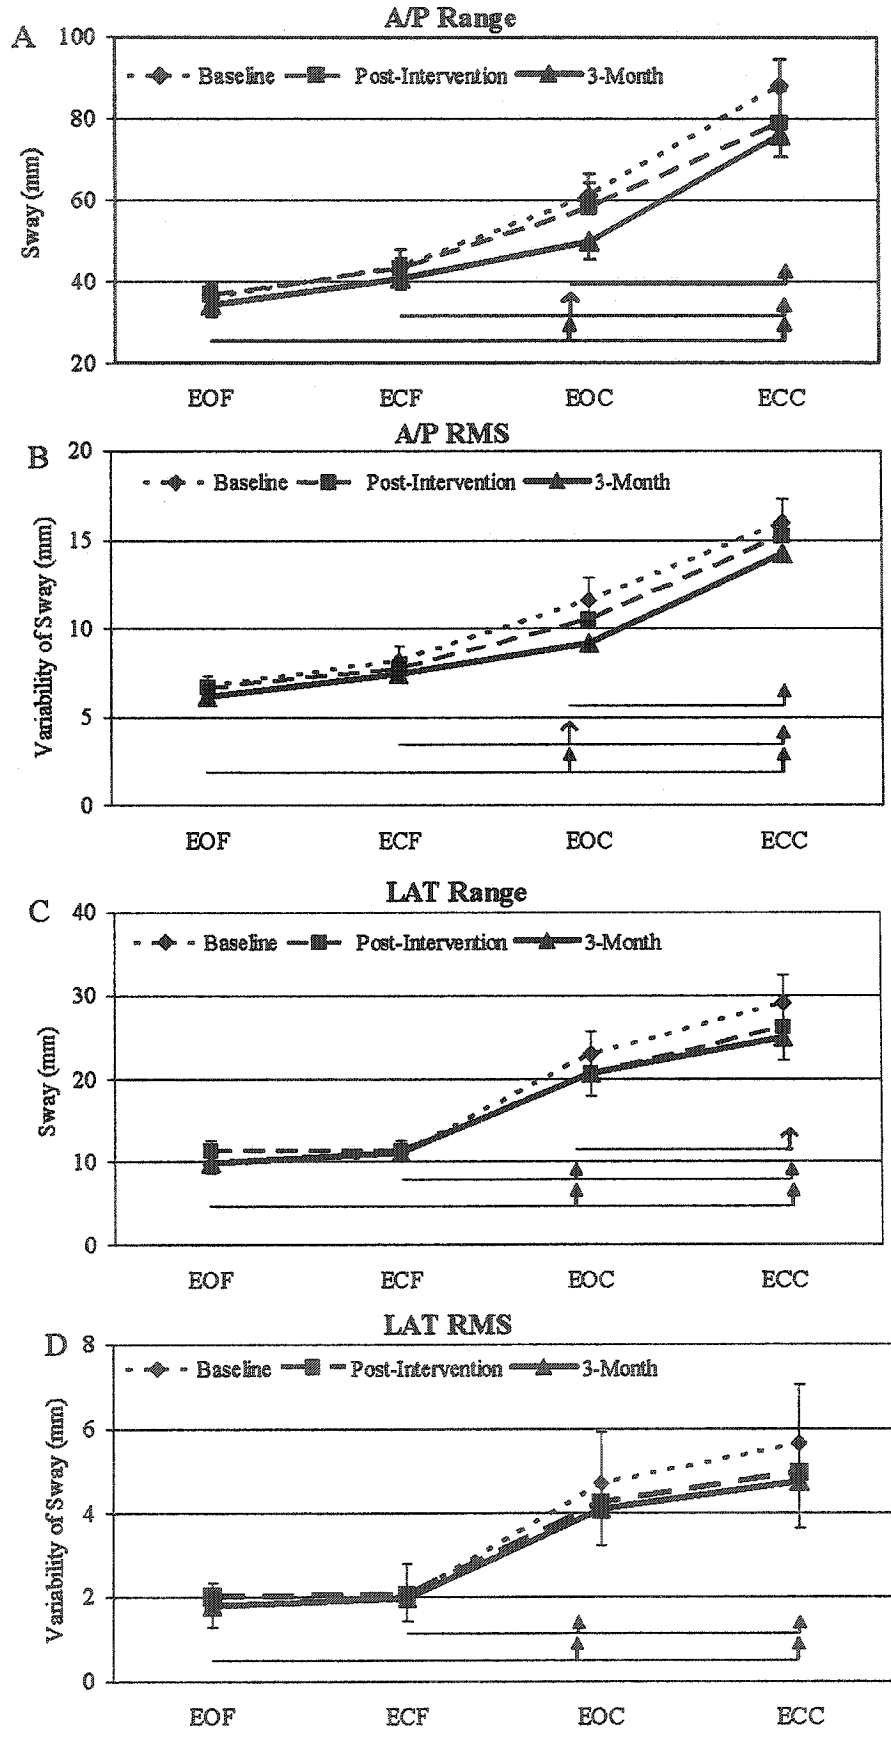 A/P Range
A
100
80
60
40
20
Sway (mm)
Baseline Post-Intervention 3-Month
EOF ECF EOC ECC
A/P RMS
B
20
15
10
5
0
Variability of Sway (mm)
Baseline Post-Intervention 3-Month
EOF ECF EOC ECC
LAT Range
C
40
30
20
10
0
Sway (mm)
Baseline Post-Intervention 3-Month
EOF ECF EOC ECC
LAT RMS
D
8
6
4
2
0
Variability of Sway (mm)
Baseline Post-Intervention 3-Month
EOF ECF EOC ECC